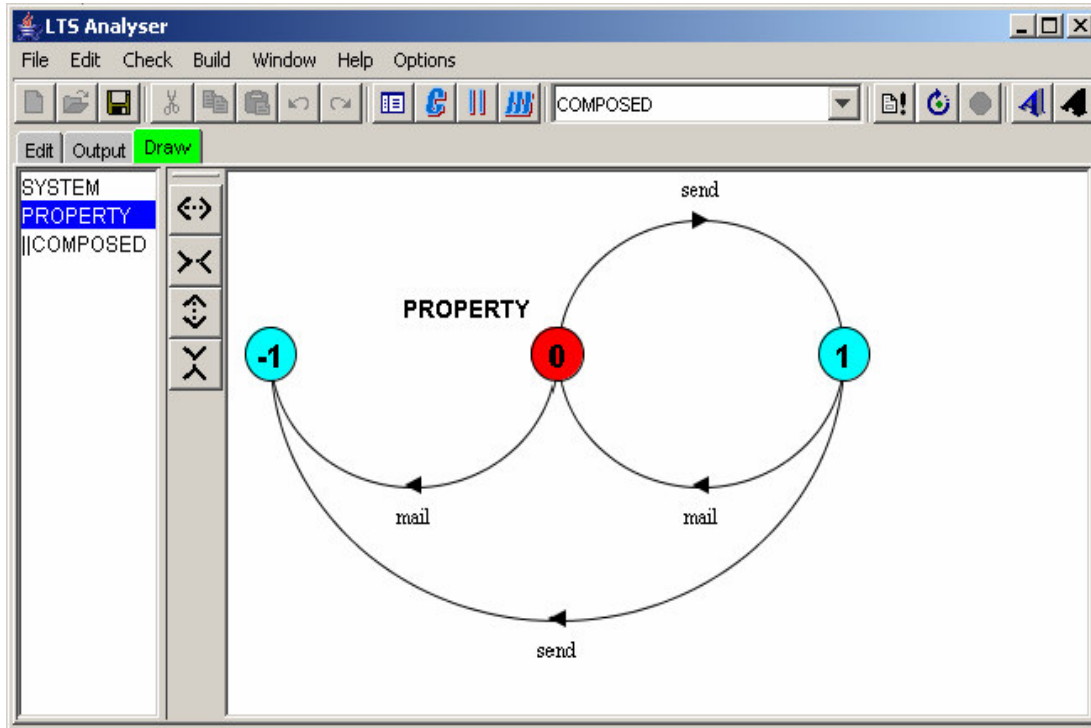 LTS Analyser
File Edit Check Build Window Help Options
COMPOSED
Edit Output Draw
SYSTEM
PROPERTY
||COMPOSED
send
PROPERTY
-1 0 1
mail mail
send